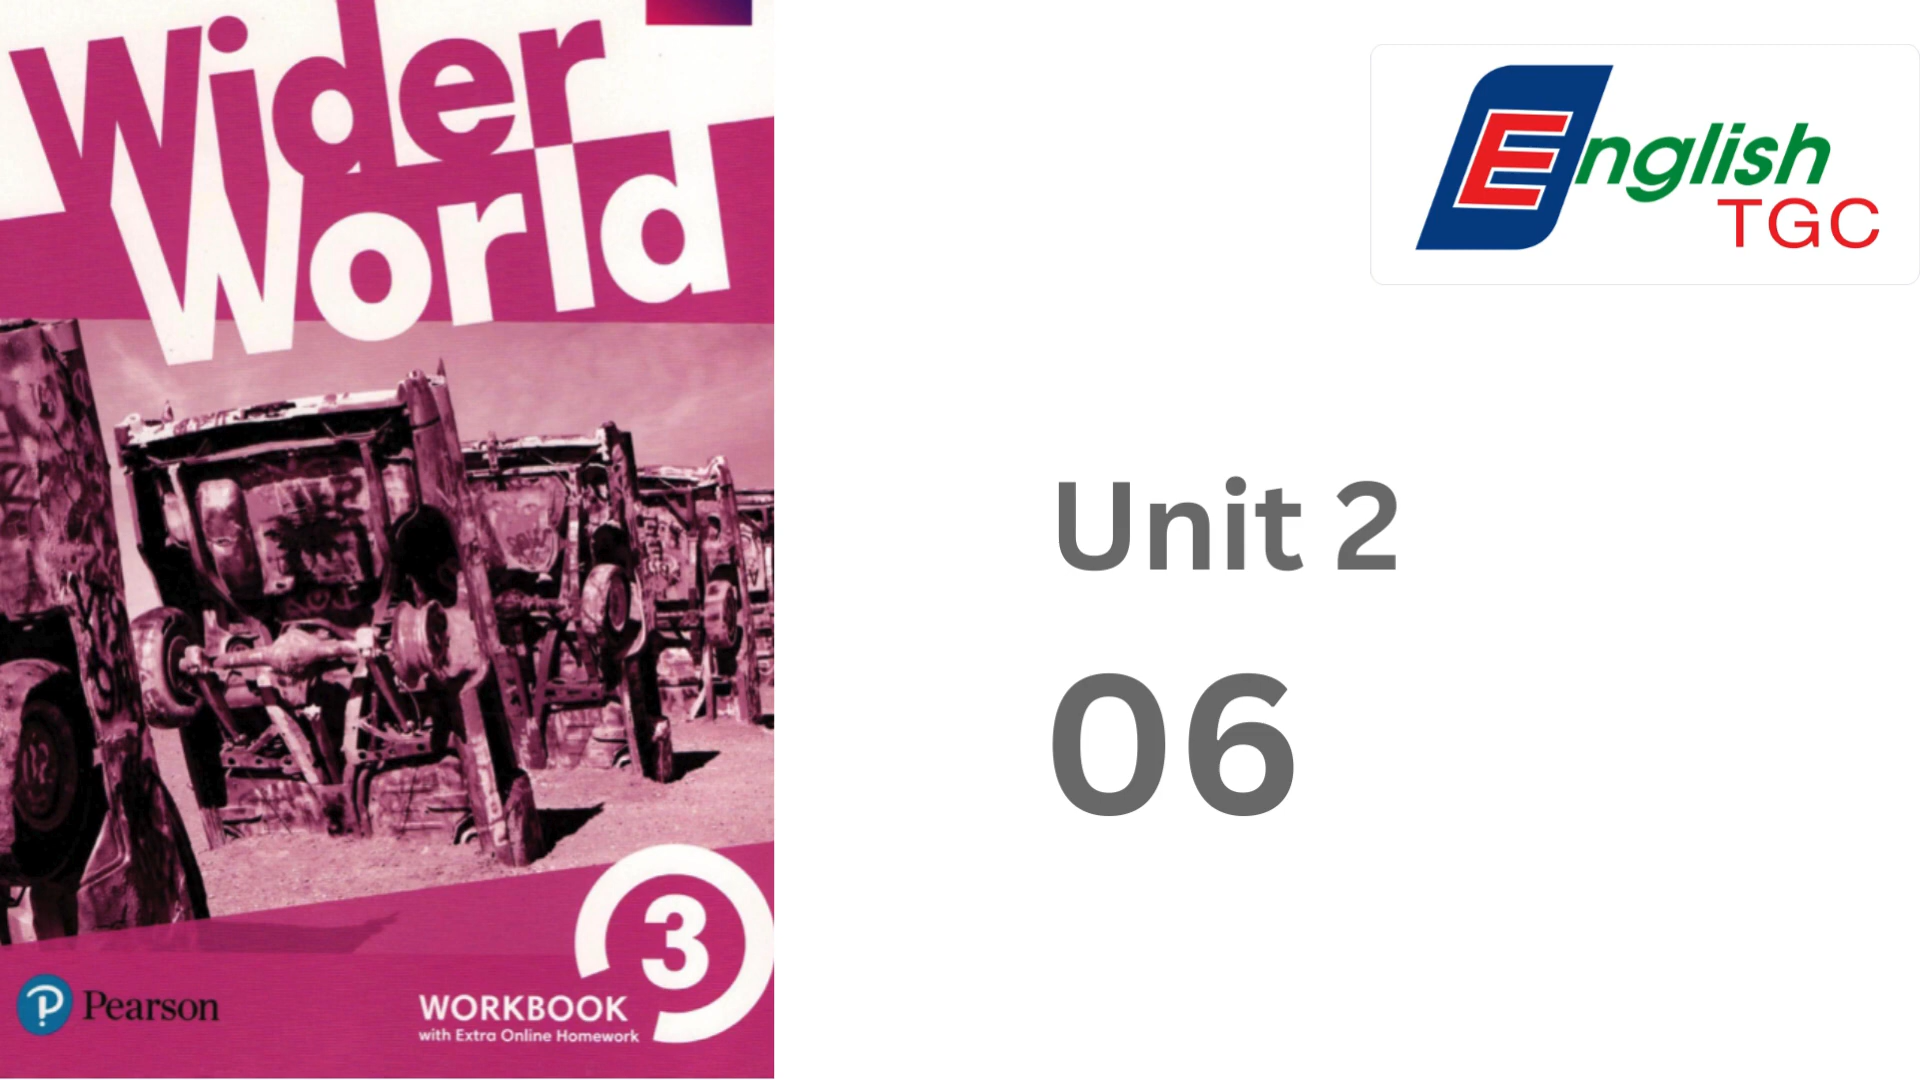 Wider
World
3
Pearson
WORKBOOK
with Extra Online Homework
English
TGC
Unit 2
06